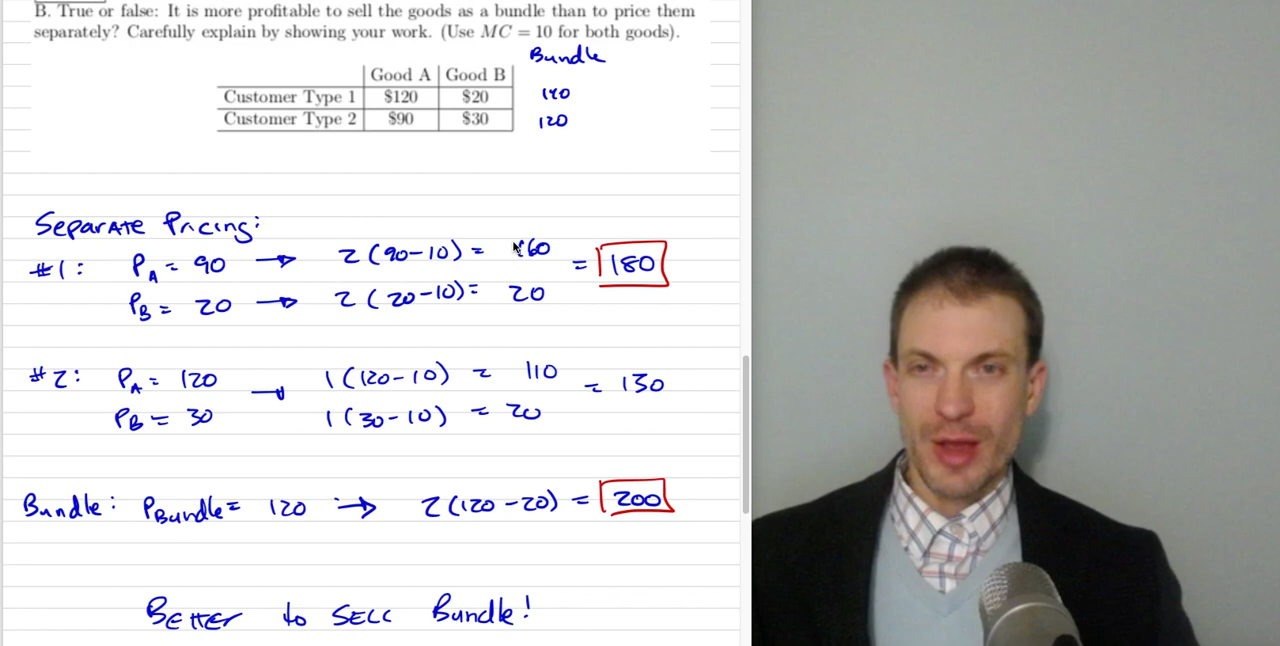 B. True or false: It is more profitable to sell the goods as a bundle than to price them
separately? Carefully explain by showing your work. (Use MC = 10 for both goods).
Bundle
Good A Good B
Customer Type 1 $120 $20 140
Customer Type 2 $90 $30 120
Separate Pricing:
#1: PA = 90 → 2(90-10) = 160 = 180
PB = 20 → 2(20-10) = 20
#2: PA = 120 → 1(120-10) = 110 = 130
PB = 30 1(30-10) = 20
Bundle: PBundle = 120 → 2(120-20) = 200
Better to sell Bundle!